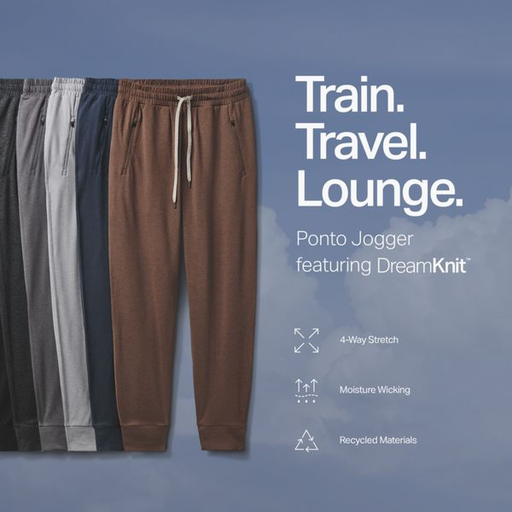 Train.
Travel.
Lounge.
Ponto Jogger
featuring DreamKnit™
4-Way Stretch
Moisture Wicking
Recycled Materials